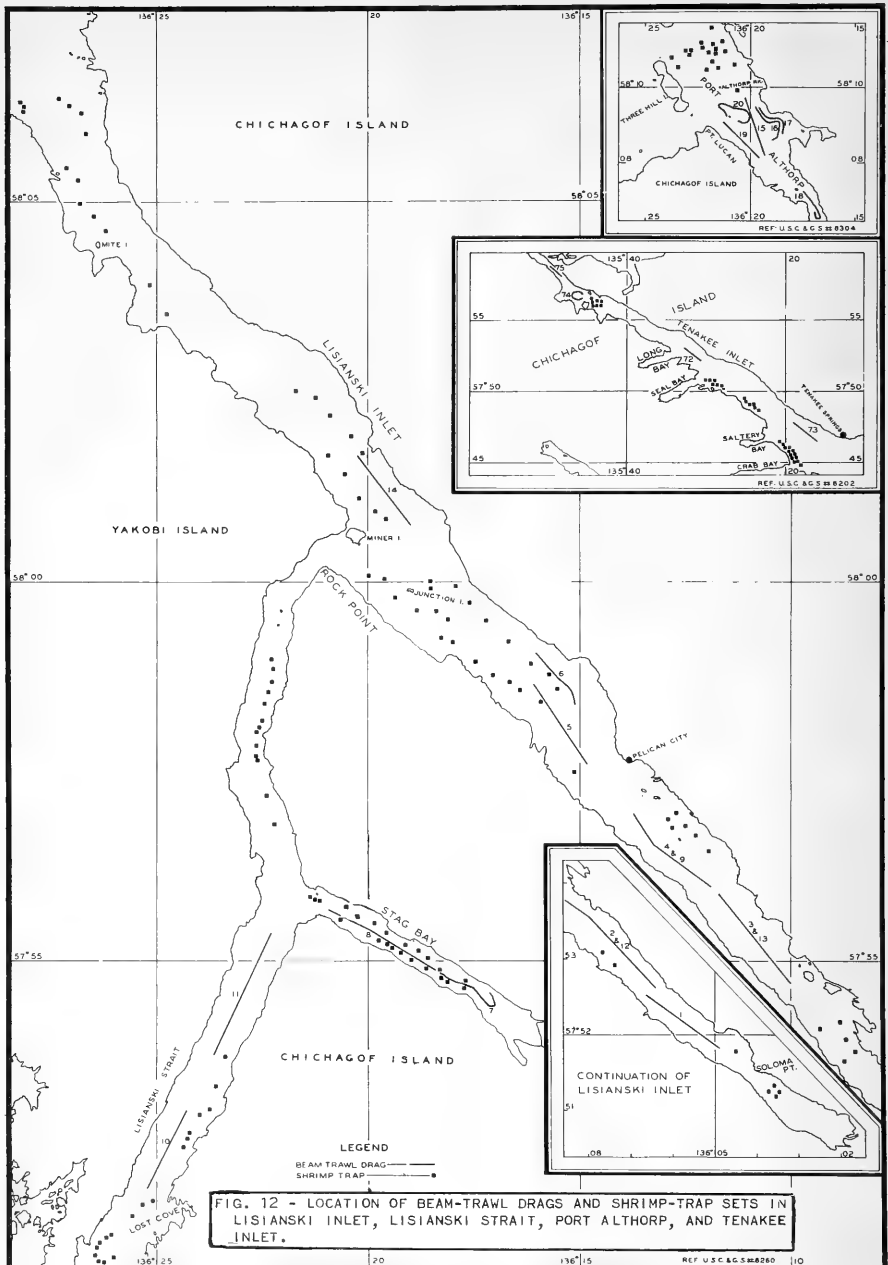 136° 25
20
136° 15
CHICHAGOF ISLAND
58° 05
58° 05
MITE I.
LISIANSKI INLET
14
YAKOBI ISLAND
MINER I.
58° 00
58° 00
ROCK POINT
JUNCTION I.
6
5
PELICAN CITY
4 & 9
3 & 13
STAG BAY
8
7
57° 55
57° 55
11
CHICHAGOF ISLAND
LISIANSKI STRAIT
10
LOST COVE
LEGEND
BEAM TRAWL DRAG
SHRIMP TRAP
136° 25
20
136° 15
10
REF U.S.C.&G.S #8260
25
136° 20
15
58° 10
58° 10
PORT
ALTHORP RK.
THREE HILL I.
20
15
16
17
19
PT. LUCAN
ALTHORP
08
08
CHICHAGOF ISLAND
18
25
136° 20
15
REF. U.S.C.&G.S #8304
135° 40
20
75
74
ISLAND
55
55
TENAKEE INLET
CHICHAGOF
LONG
BAY
72
57° 50
57° 50
SEAL BAY
TENAKEE SPRINGS
73
SALTERY
BAY
45
45
CRAB BAY
135° 40
20
REF. U.S.C.&G.S #8202
2 & 12
53
1
57° 52
SOLOMA
PT.
CONTINUATION OF
LISIANSKI INLET
51
08
136° 05
02
FIG. 12 - LOCATION OF BEAM-TRAWL DRAGS AND SHRIMP-TRAP SETS IN
LISIANSKI INLET, LISIANSKI STRAIT, PORT ALTHORP, AND TENAKEE
INLET.